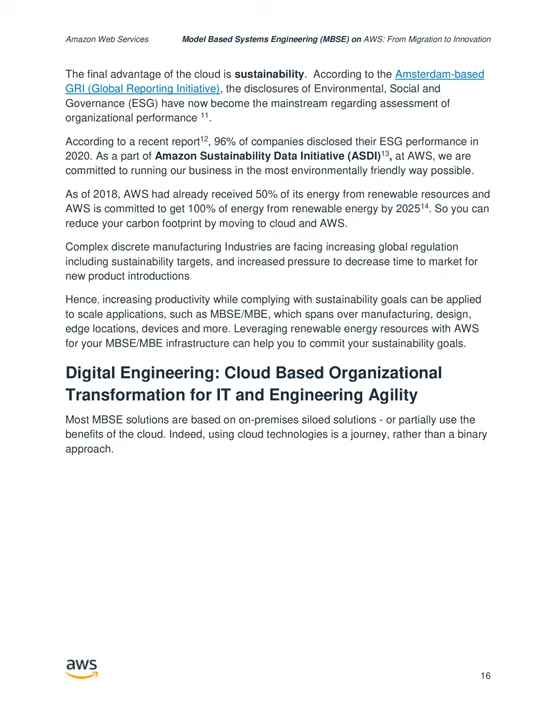 Amazon Web Services Model Based Systems Engineering (MBSE) on AWS: From Migration to Innovation
The final advantage of the cloud is sustainability. According to the Amsterdam-based
GRI (Global Reporting Initiative), the disclosures of Environmental, Social and
Governance (ESG) have now become the mainstream regarding assessment of
organizational performance 11.
According to a recent report12, 96% of companies disclosed their ESG performance in
2020. As a part of Amazon Sustainability Data Initiative (ASDI)13, at AWS, we are
committed to running our business in the most environmentally friendly way possible.
As of 2018, AWS had already received 50% of its energy from renewable resources and
AWS is committed to get 100% of energy from renewable energy by 202514. So you can
reduce your carbon footprint by moving to cloud and AWS.
Complex discrete manufacturing Industries are facing increasing global regulation
including sustainability targets, and increased pressure to decrease time to market for
new product introductions.
Hence, increasing productivity while complying with sustainability goals can be applied
to scale applications, such as MBSE/MBE, which spans over manufacturing, design,
edge locations, devices and more. Leveraging renewable energy resources with AWS
for your MBSE/MBE infrastructure can help you to commit your sustainability goals.
Digital Engineering: Cloud Based Organizational
Transformation for IT and Engineering Agility
Most MBSE solutions are based on on-premises siloed solutions - or partially use the
benefits of the cloud. Indeed, using cloud technologies is a journey, rather than a binary
approach.
aws
16